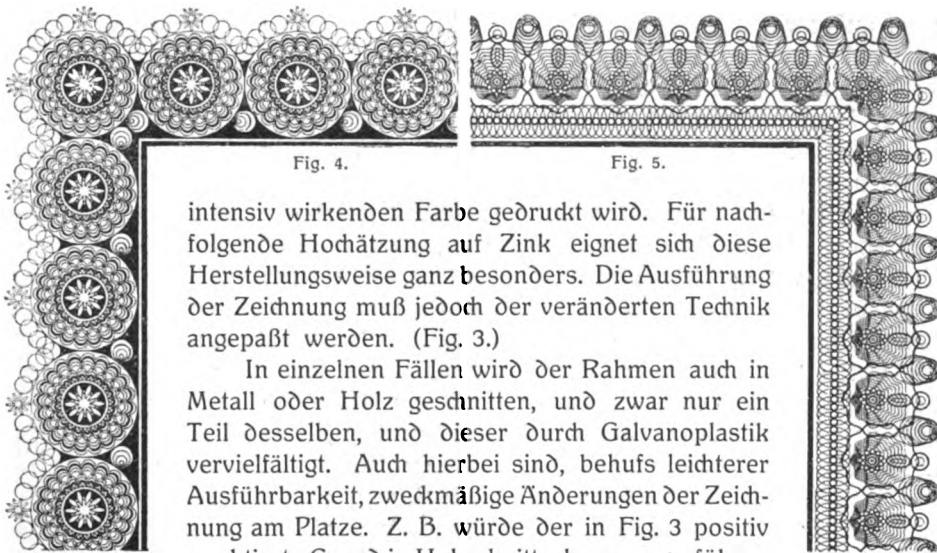 Fig. 4.
Fig. 5.
intensiv wirkenden Farbe gedruckt wird. Für nach-
folgende Hochätzung auf Zink eignet sich diese
Herstellungsweise ganz besonders. Die Ausführung
der Zeichnung muß jedoch der veränderten Technik
angepaßt werden. (Fig. 3.)
In einzelnen Fällen wird der Rahmen auch in
Metall oder Holz geschnitten, und zwar nur ein
Teil desselben, und dieser durch Galvanoplastik
vervielfältigt. Auch hierbei sind, behufs leichterer
Ausführbarkeit, zweckmäßige Änderungen der Zeich-
nung am Platze. Z. B. würde der in Fig. 3 positiv